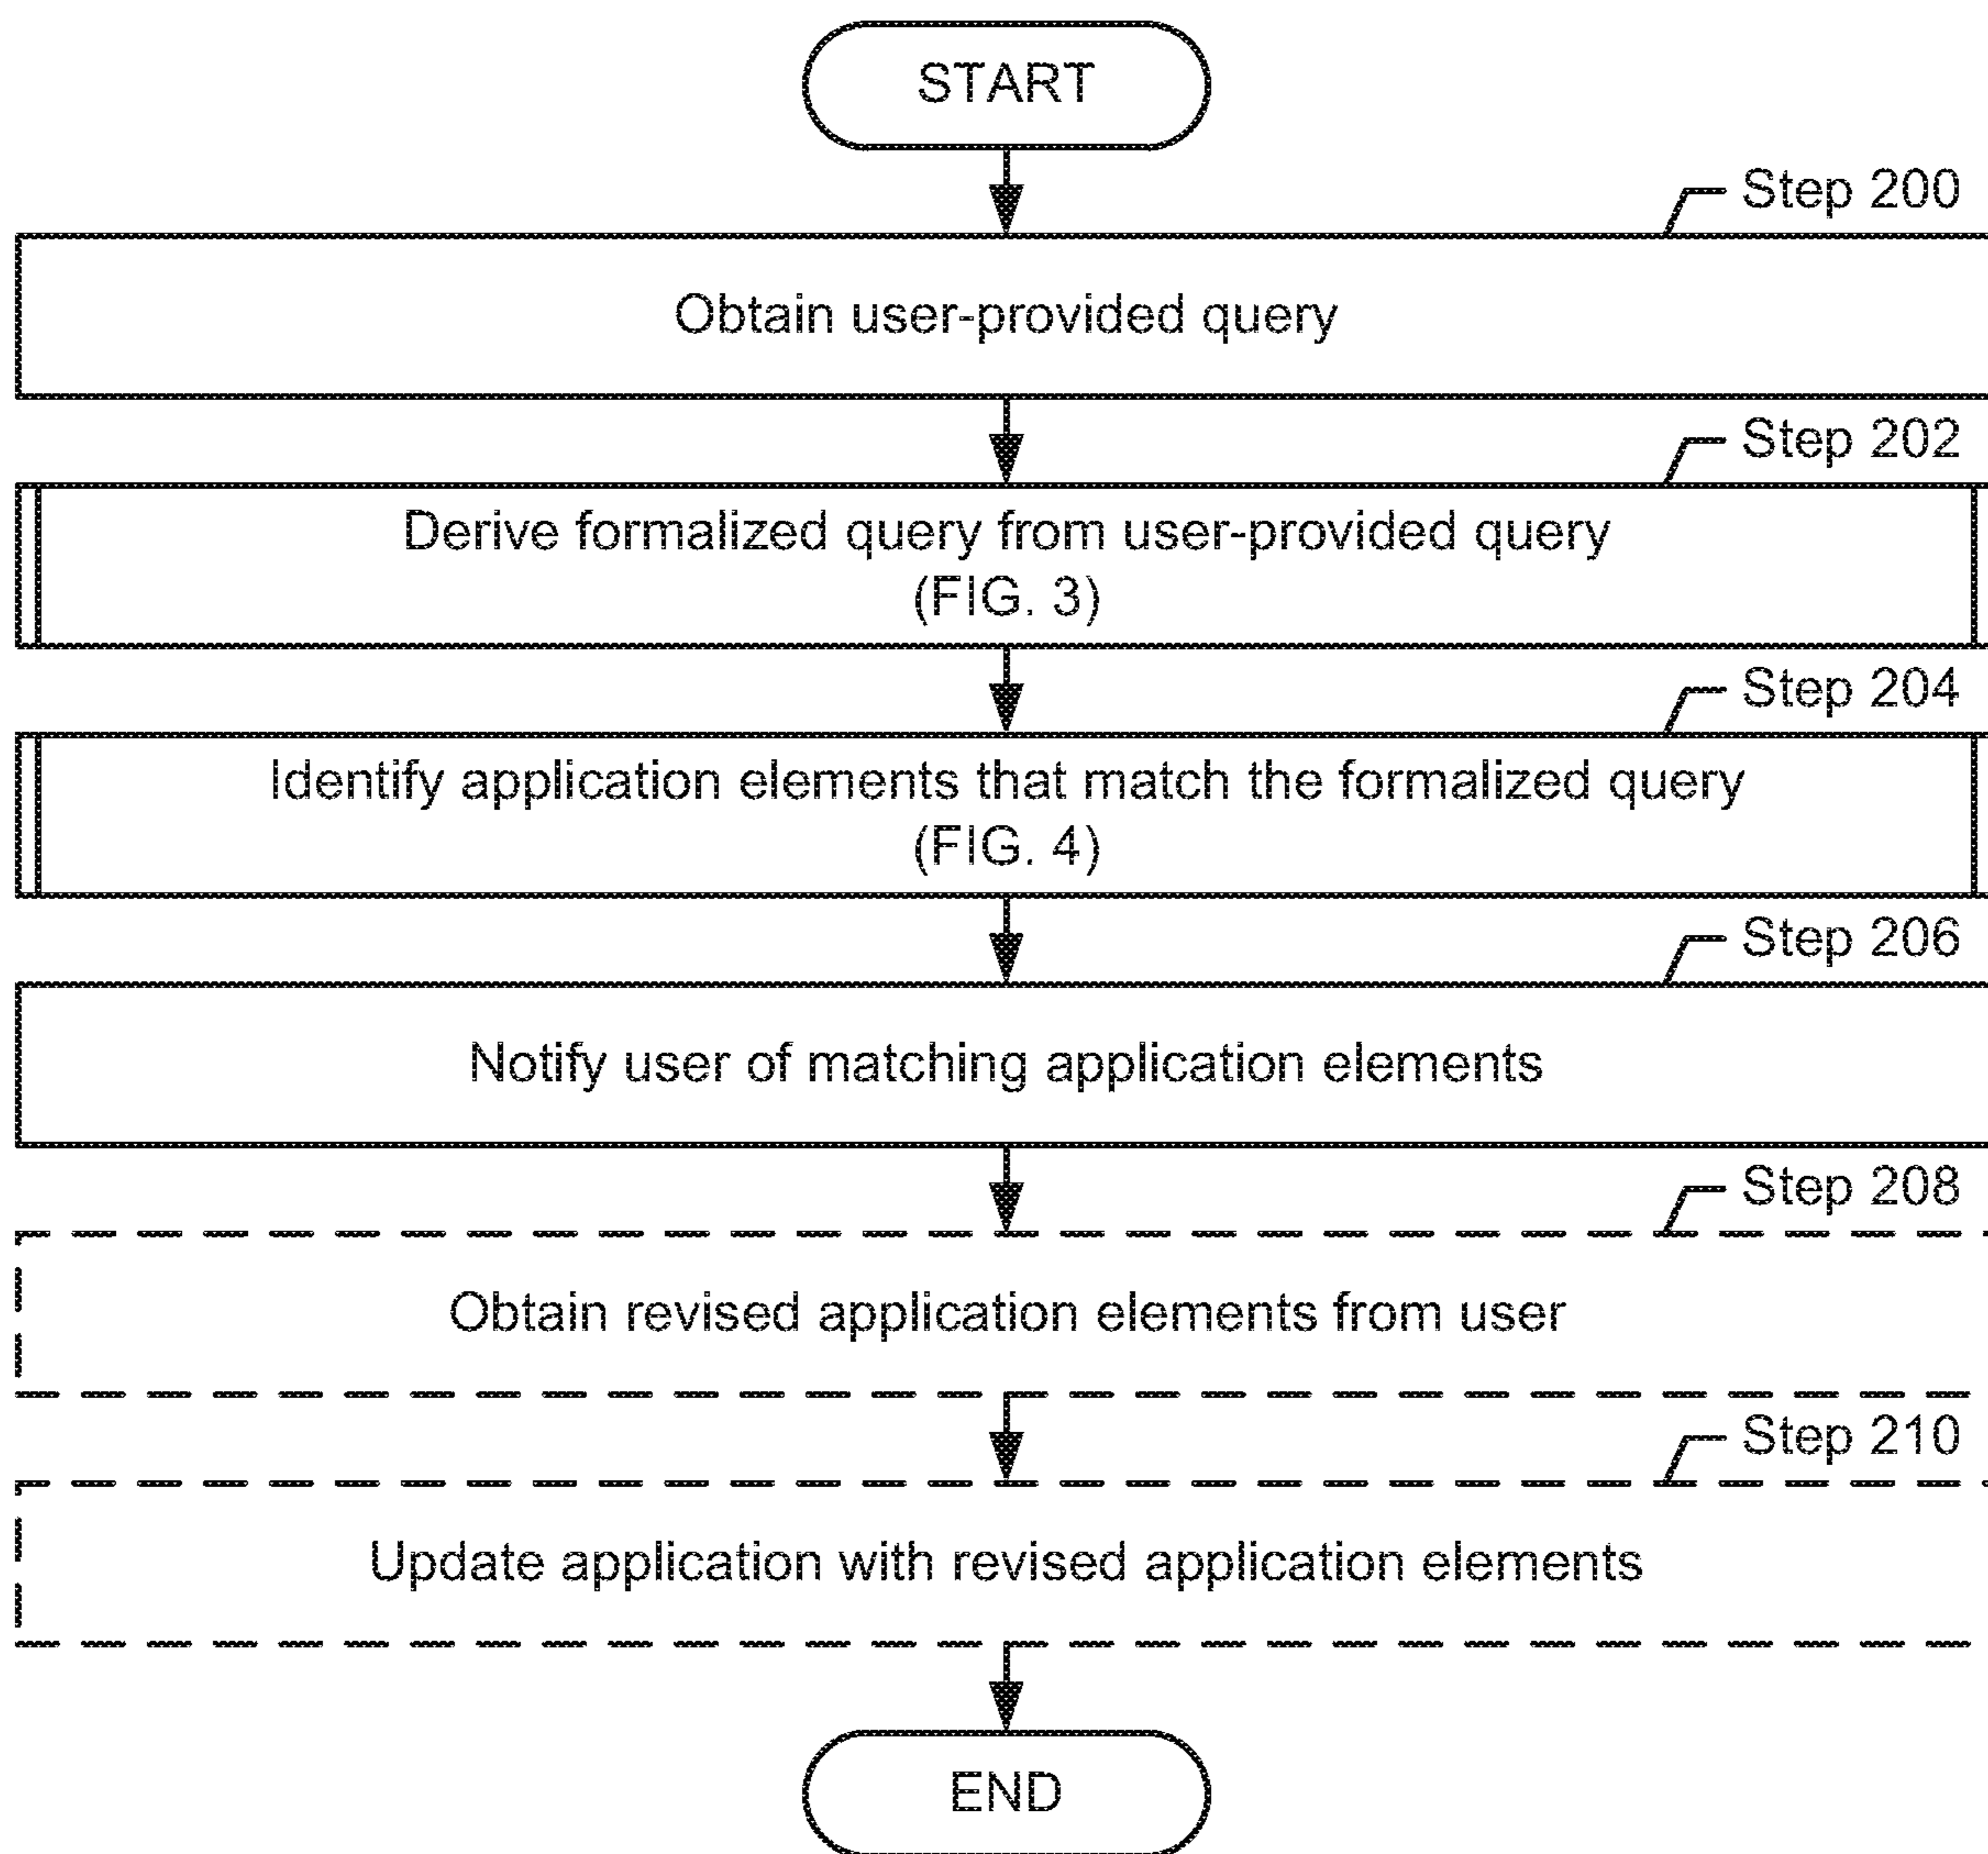 START
Step 200
Obtain user-provided query
Step 202
Derive formalized query from user-provided query
(FIG. 3)
Step 204
Identify application elements that match the formalized query
(FIG. 4)
Step 206
Notify user of matching application elements
Step 208
Obtain revised application elements from user
Step 210
Update application with revised application elements
END